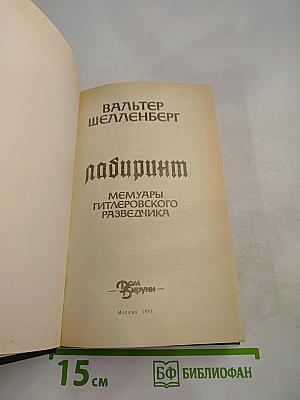 ВАЛЬТЕР
ШЕЛЛЕНБЕРГ
лабиринт
МЕМУАРЫ
ГИТЛЕРОВСКОГО
РАЗВЕДЧИКА
Дом
Бируни
Москва 1991
15 см
БФ БИБЛИОФАН